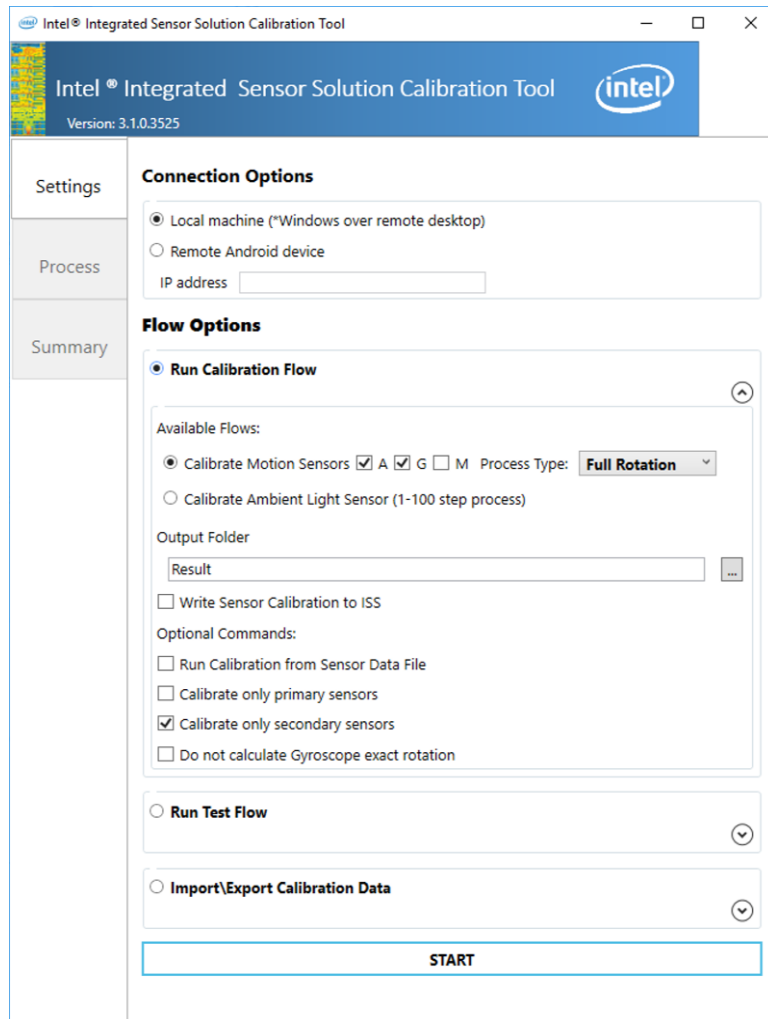 Intel® Integrated Sensor Solution Calibration Tool
Intel ® Integrated Sensor Solution Calibration Tool
intel
Version: 3.1.0.3525
Settings
Process
Summary
Connection Options
Local machine (*Windows over remote desktop)
Remote Android device
IP address
Flow Options
Run Calibration Flow
Available Flows:
Calibrate Motion Sensors A G M Process Type: Full Rotation
Calibrate Ambient Light Sensor (1-100 step process)
Output Folder
Result ...
Write Sensor Calibration to ISS
Optional Commands:
Run Calibration from Sensor Data File
Calibrate only primary sensors
Calibrate only secondary sensors
Do not calculate Gyroscope exact rotation
Run Test Flow
Import\Export Calibration Data
START